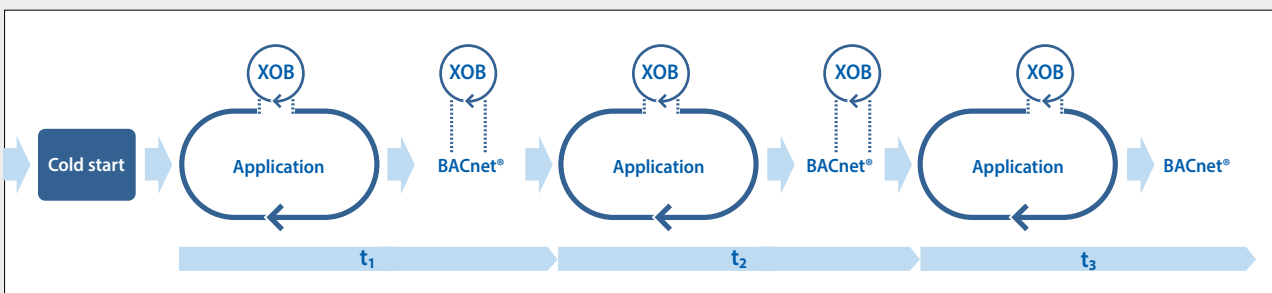 XOB XOB XOB XOB XOB
Cold start Application BACnet® Application BACnet® Application BACnet®
t₁ t₂ t₃